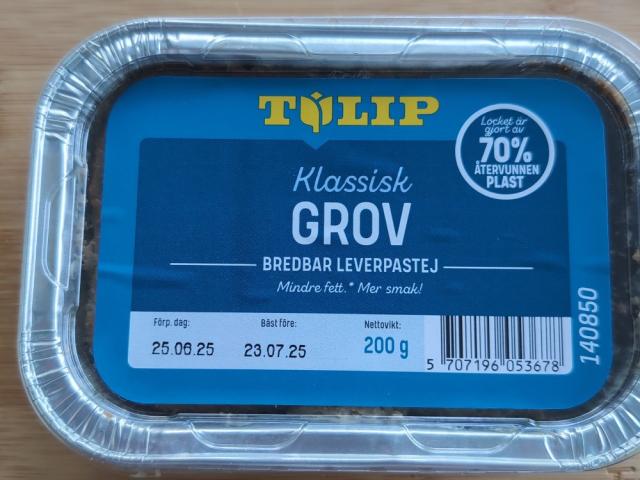 TULIP
Locket är
gjort av
70%
ÅTERVUNNEN
PLAST
Klassisk
GROV
BREDBAR LEVERPASTEJ
Mindre fett.* Mer smak!
Förp. dag: Bäst före: Nettovikt:
25.06.25 23.07.25 200 g
5 707196 053678
140850